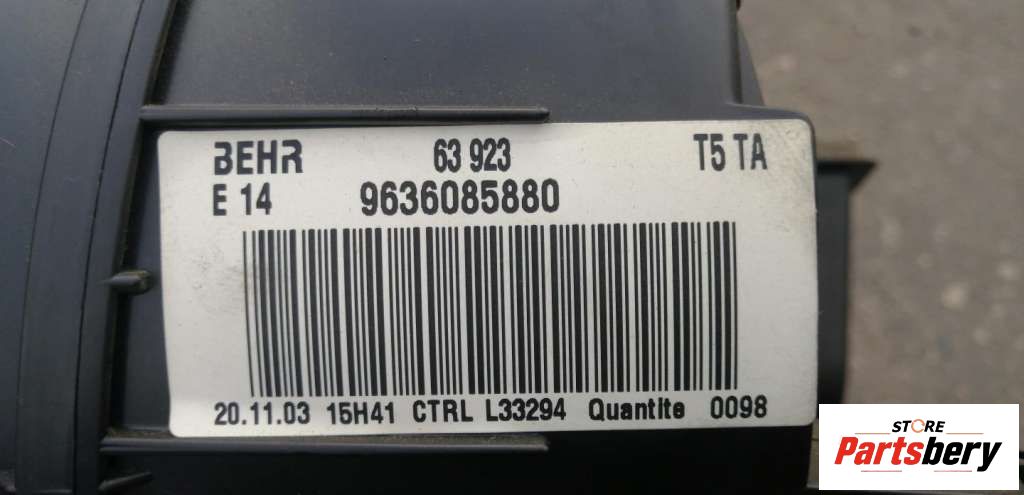 BEHR 63 923 T5 TA
E 14 9636085880
20.11.03 15H41 CTRL L33294 Quantite 0098
STORE
Partsbery